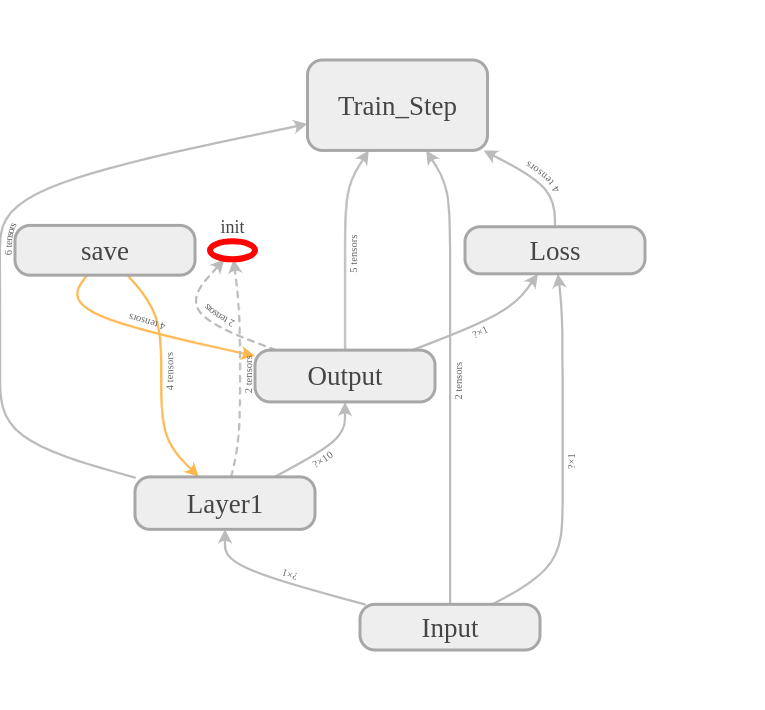 Train_Step
4 tensors
6 tensors
save
init
5 tensors
Loss
4 tensors
2 tensors
?×1
4 tensors
2 tensors
Output
2 tensors
?×10
?×1
Layer1
?×1
Input